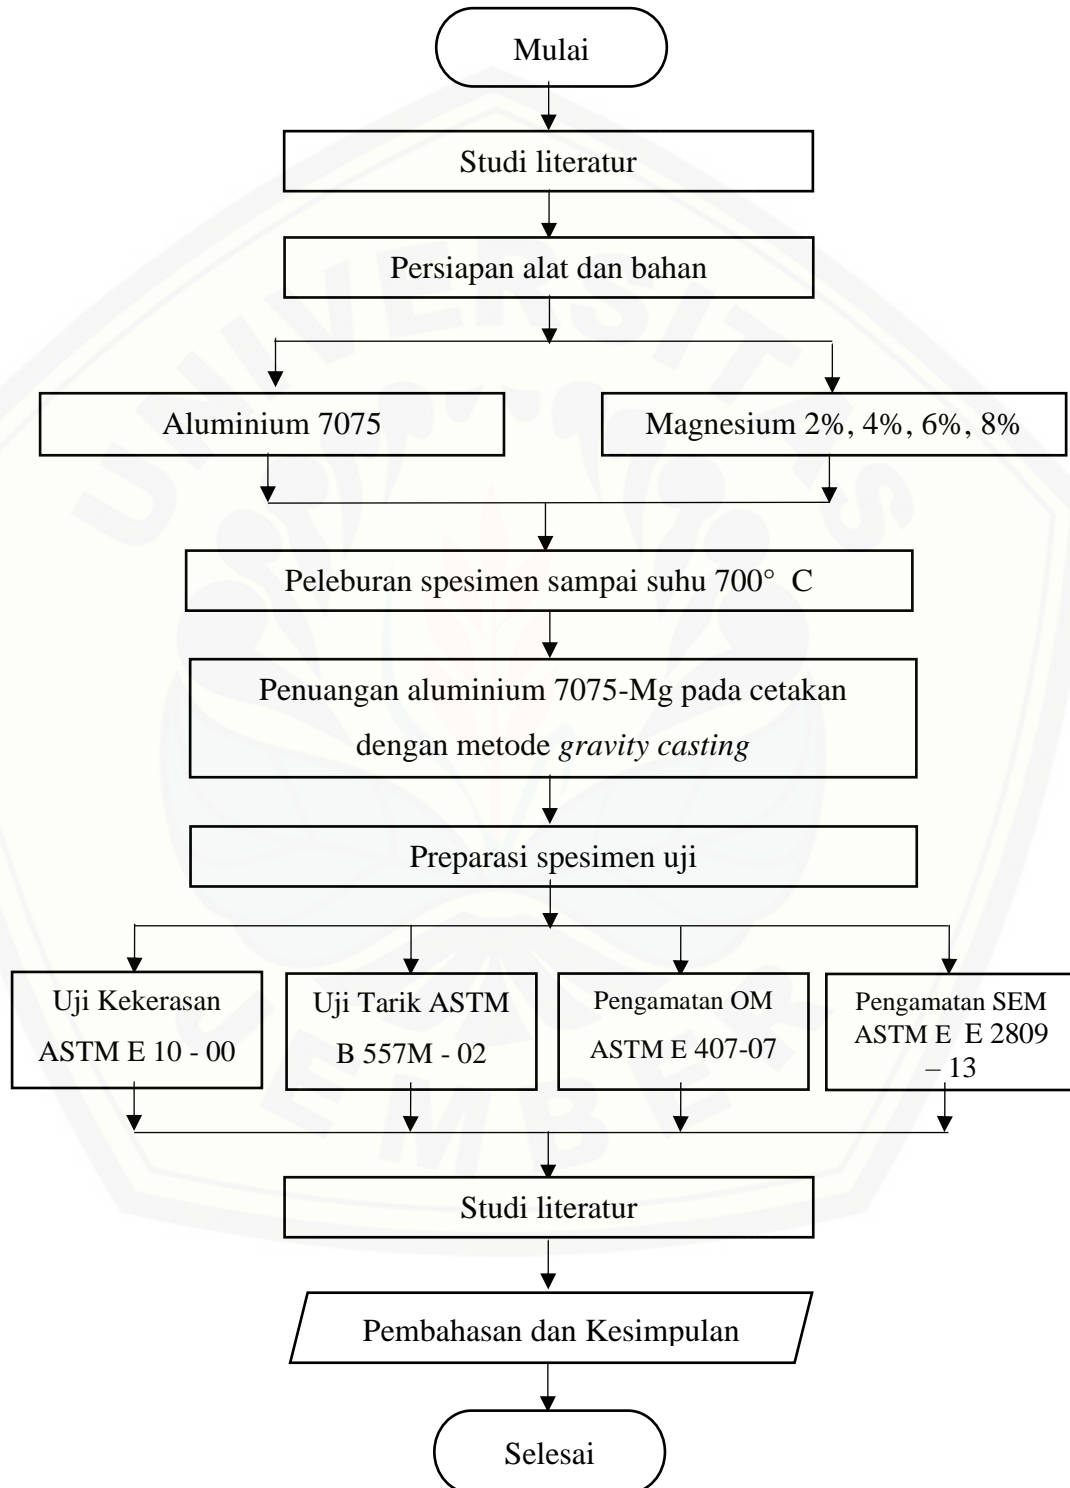 Mulai
Studi literatur
Persiapan alat dan bahan
Aluminium 7075
Magnesium 2%, 4%, 6%, 8%
Peleburan spesimen sampai suhu 700° C
Penuangan aluminium 7075-Mg pada cetakan
dengan metode gravity casting
Preparasi spesimen uji
Uji Kekerasan
ASTM E 10 - 00
Uji Tarik ASTM
B 557M - 02
Pengamatan OM
ASTM E 407-07
Pengamatan SEM
ASTM E E 2809
– 13
Studi literatur
Pembahasan dan Kesimpulan
Selesai
UNIVERSITAS
JEMBER